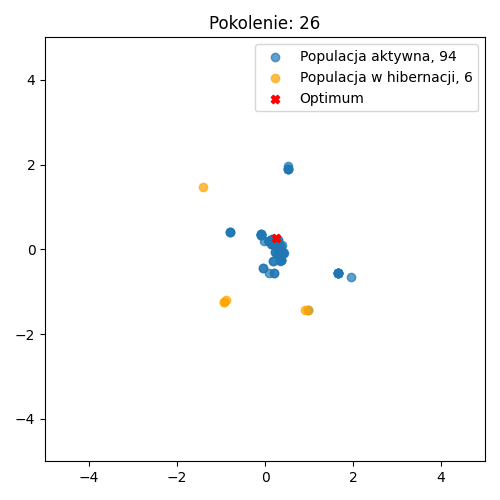 Pokolenie: 26
Populacja aktywna, 94
Populacja w hibernacji, 6
Optimum
4
2
0
−2
−4
−4 −2 0 2 4